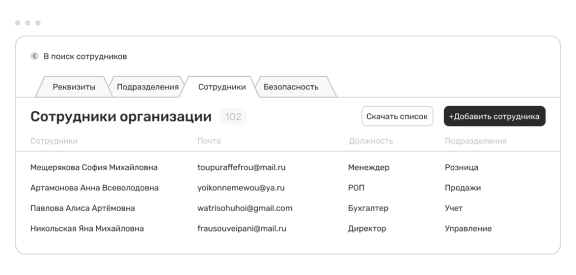 В поиск сотрудников
Реквизиты Подразделения Сотрудники Безопасность
Сотрудники организации 102 Скачать список +Добавить сотрудника
Сотрудники Почта Должность Подразделения
Мещерякова София Михайловна toupuraffefrou@mail.ru Менеждер Розница
Артамонова Анна Всеволодовна yoikonnemewou@ya.ru РОП Продажи
Павлова Алиса Артёмовна watrisohuhoi@gmail.com Бухгалтер Учет
Никольская Яна Михайловна frausouveipani@mail.ru Директор Управление